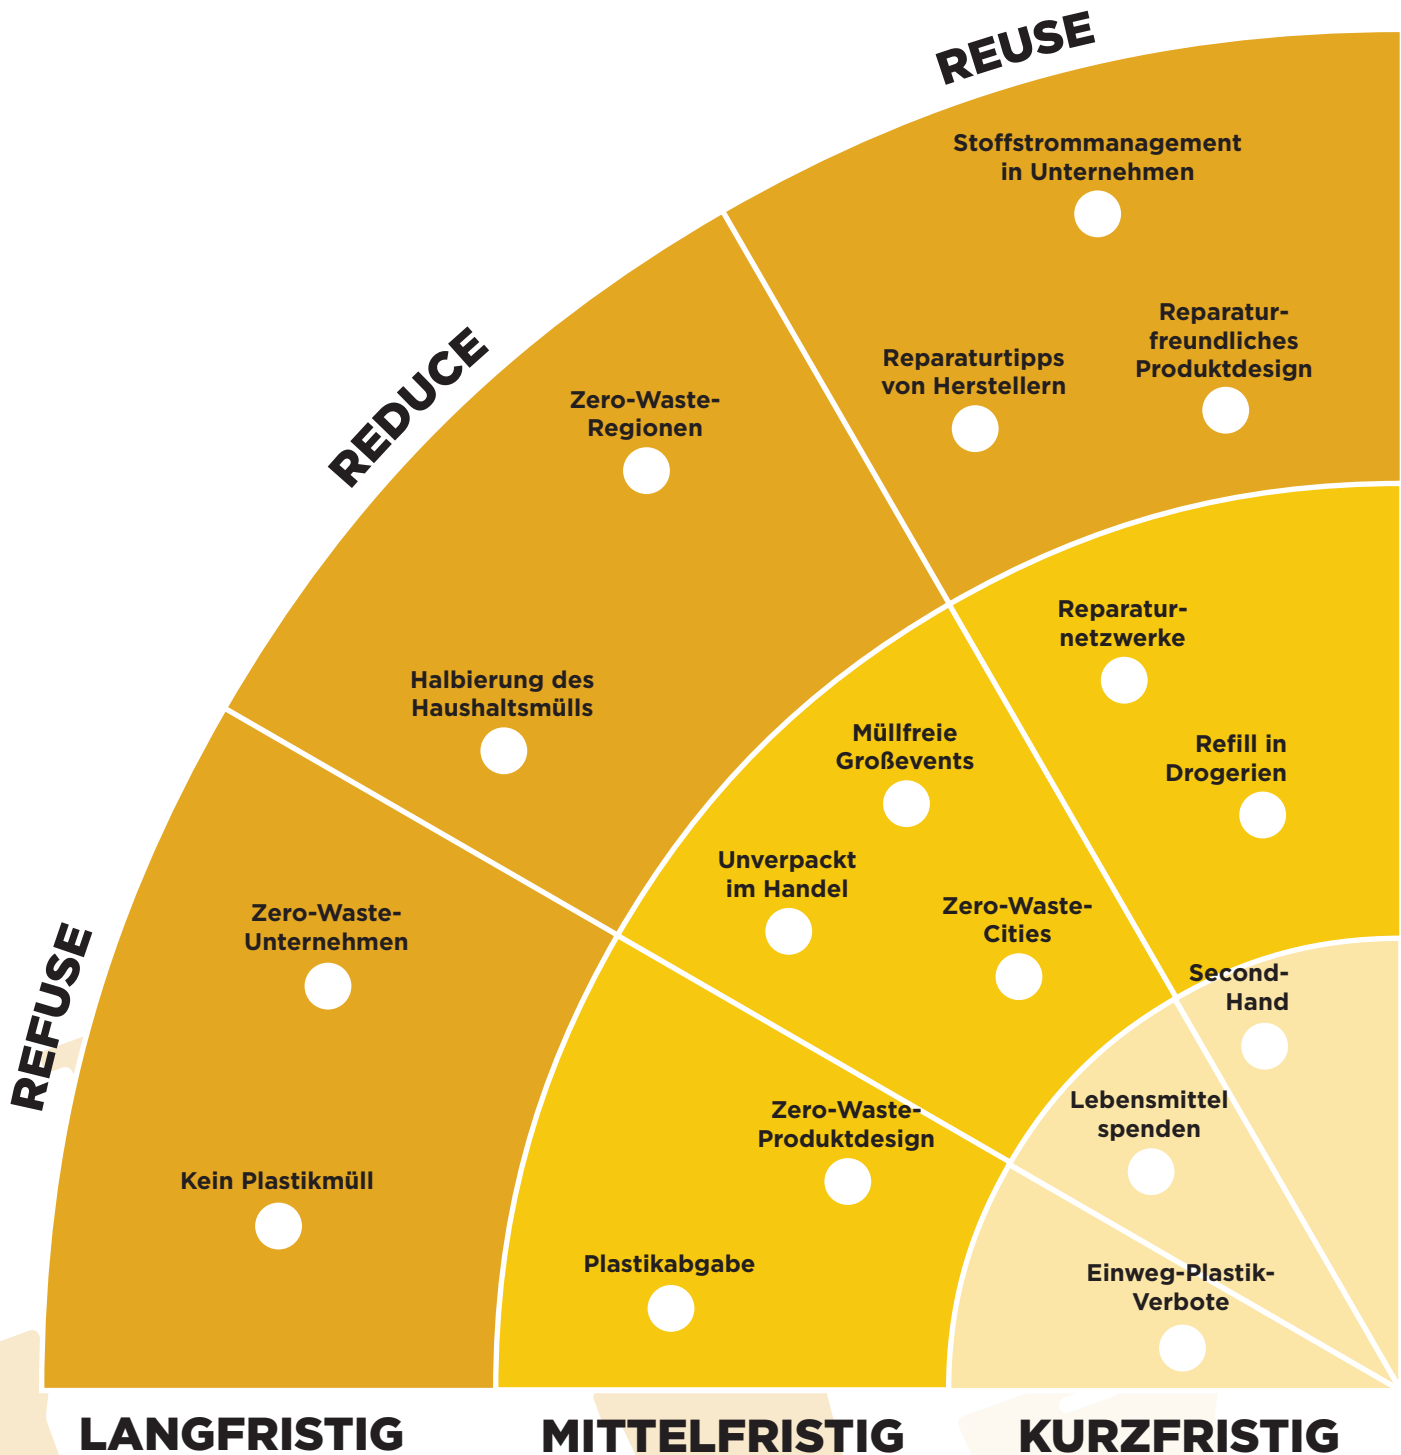 REUSE
Stoffstrommanagement
in Unternehmen
Reparatur-
freundliches
Produktdesign
Reparaturtipps
von Herstellern
REDUCE
Zero-Waste-
Regionen
Halbierung des
Haushaltsmülls
Reparatur-
netzwerke
Refill in
Drogerien
Müllfreie
Großevents
Unverpackt
im Handel
Zero-Waste-
Cities
REFUSE
Zero-Waste-
Unternehmen
Kein Plastikmüll
Second-
Hand
Lebensmittel
spenden
Zero-Waste-
Produktdesign
Plastikabgabe
Einweg-Plastik-
Verbote
LANGFRISTIG
MITTELFRISTIG
KURZFRISTIG